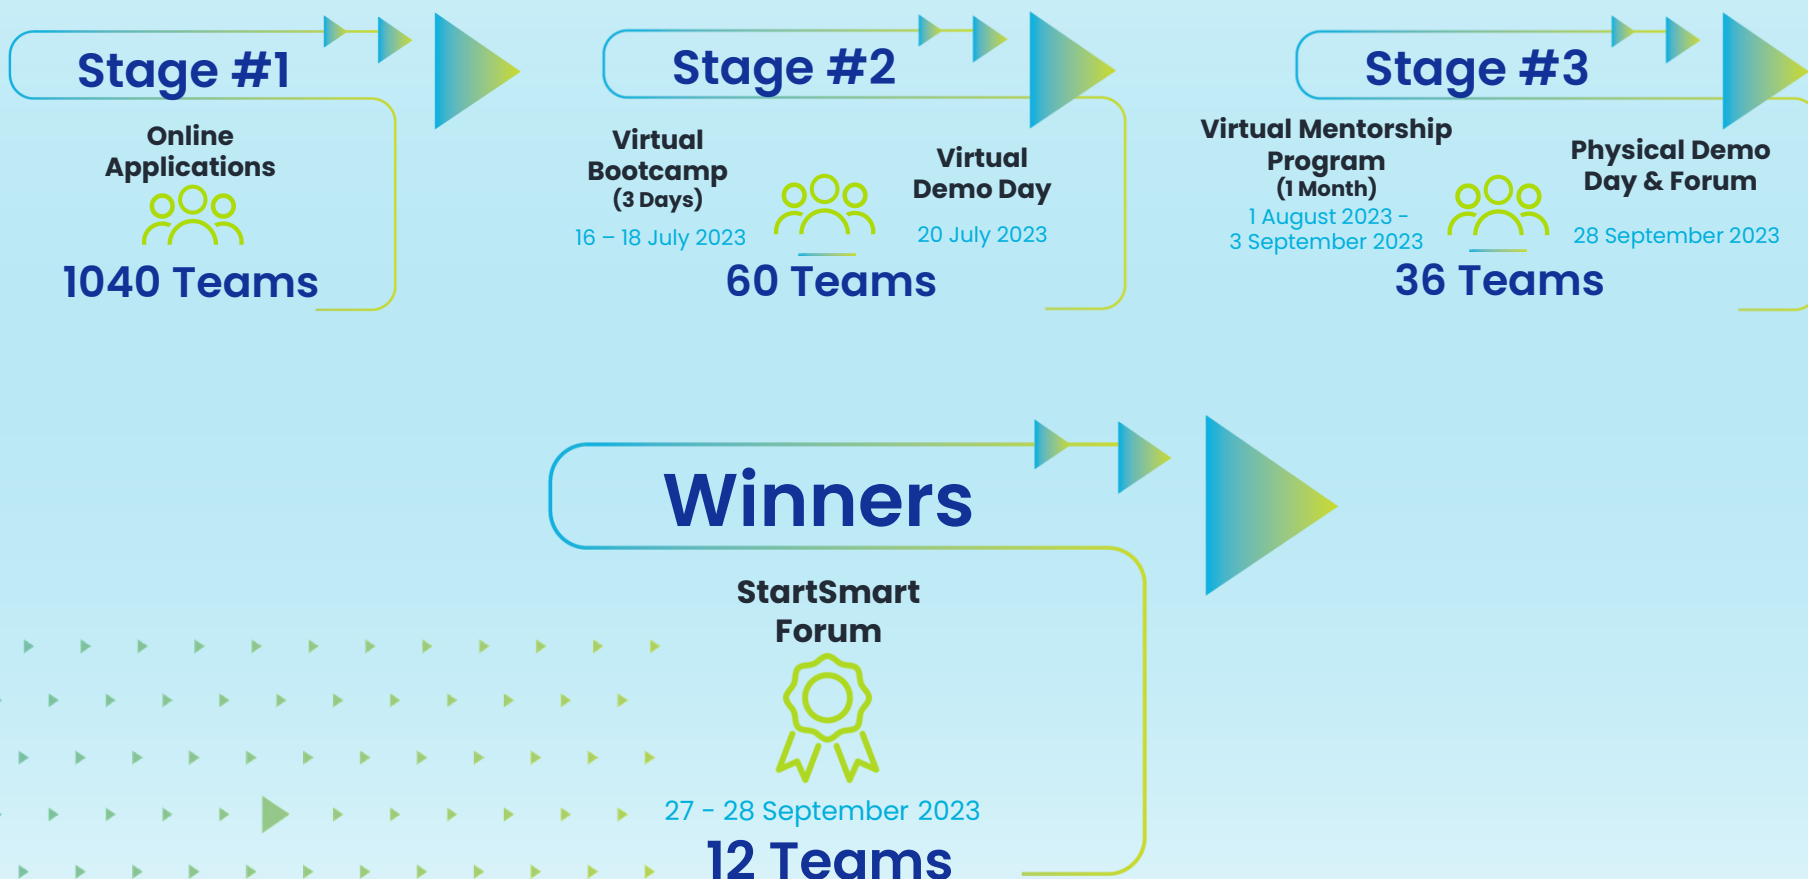 Stage #1
Online
Applications
1040 Teams
Stage #2
Virtual
Bootcamp
(3 Days)
16 – 18 July 2023
Virtual
Demo Day
20 July 2023
60 Teams
Stage #3
Virtual Mentorship
Program
(1 Month)
1 August 2023 -
3 September 2023
Physical Demo
Day & Forum
28 September 2023
36 Teams
Winners
StartSmart
Forum
27 - 28 September 2023
12 Teams